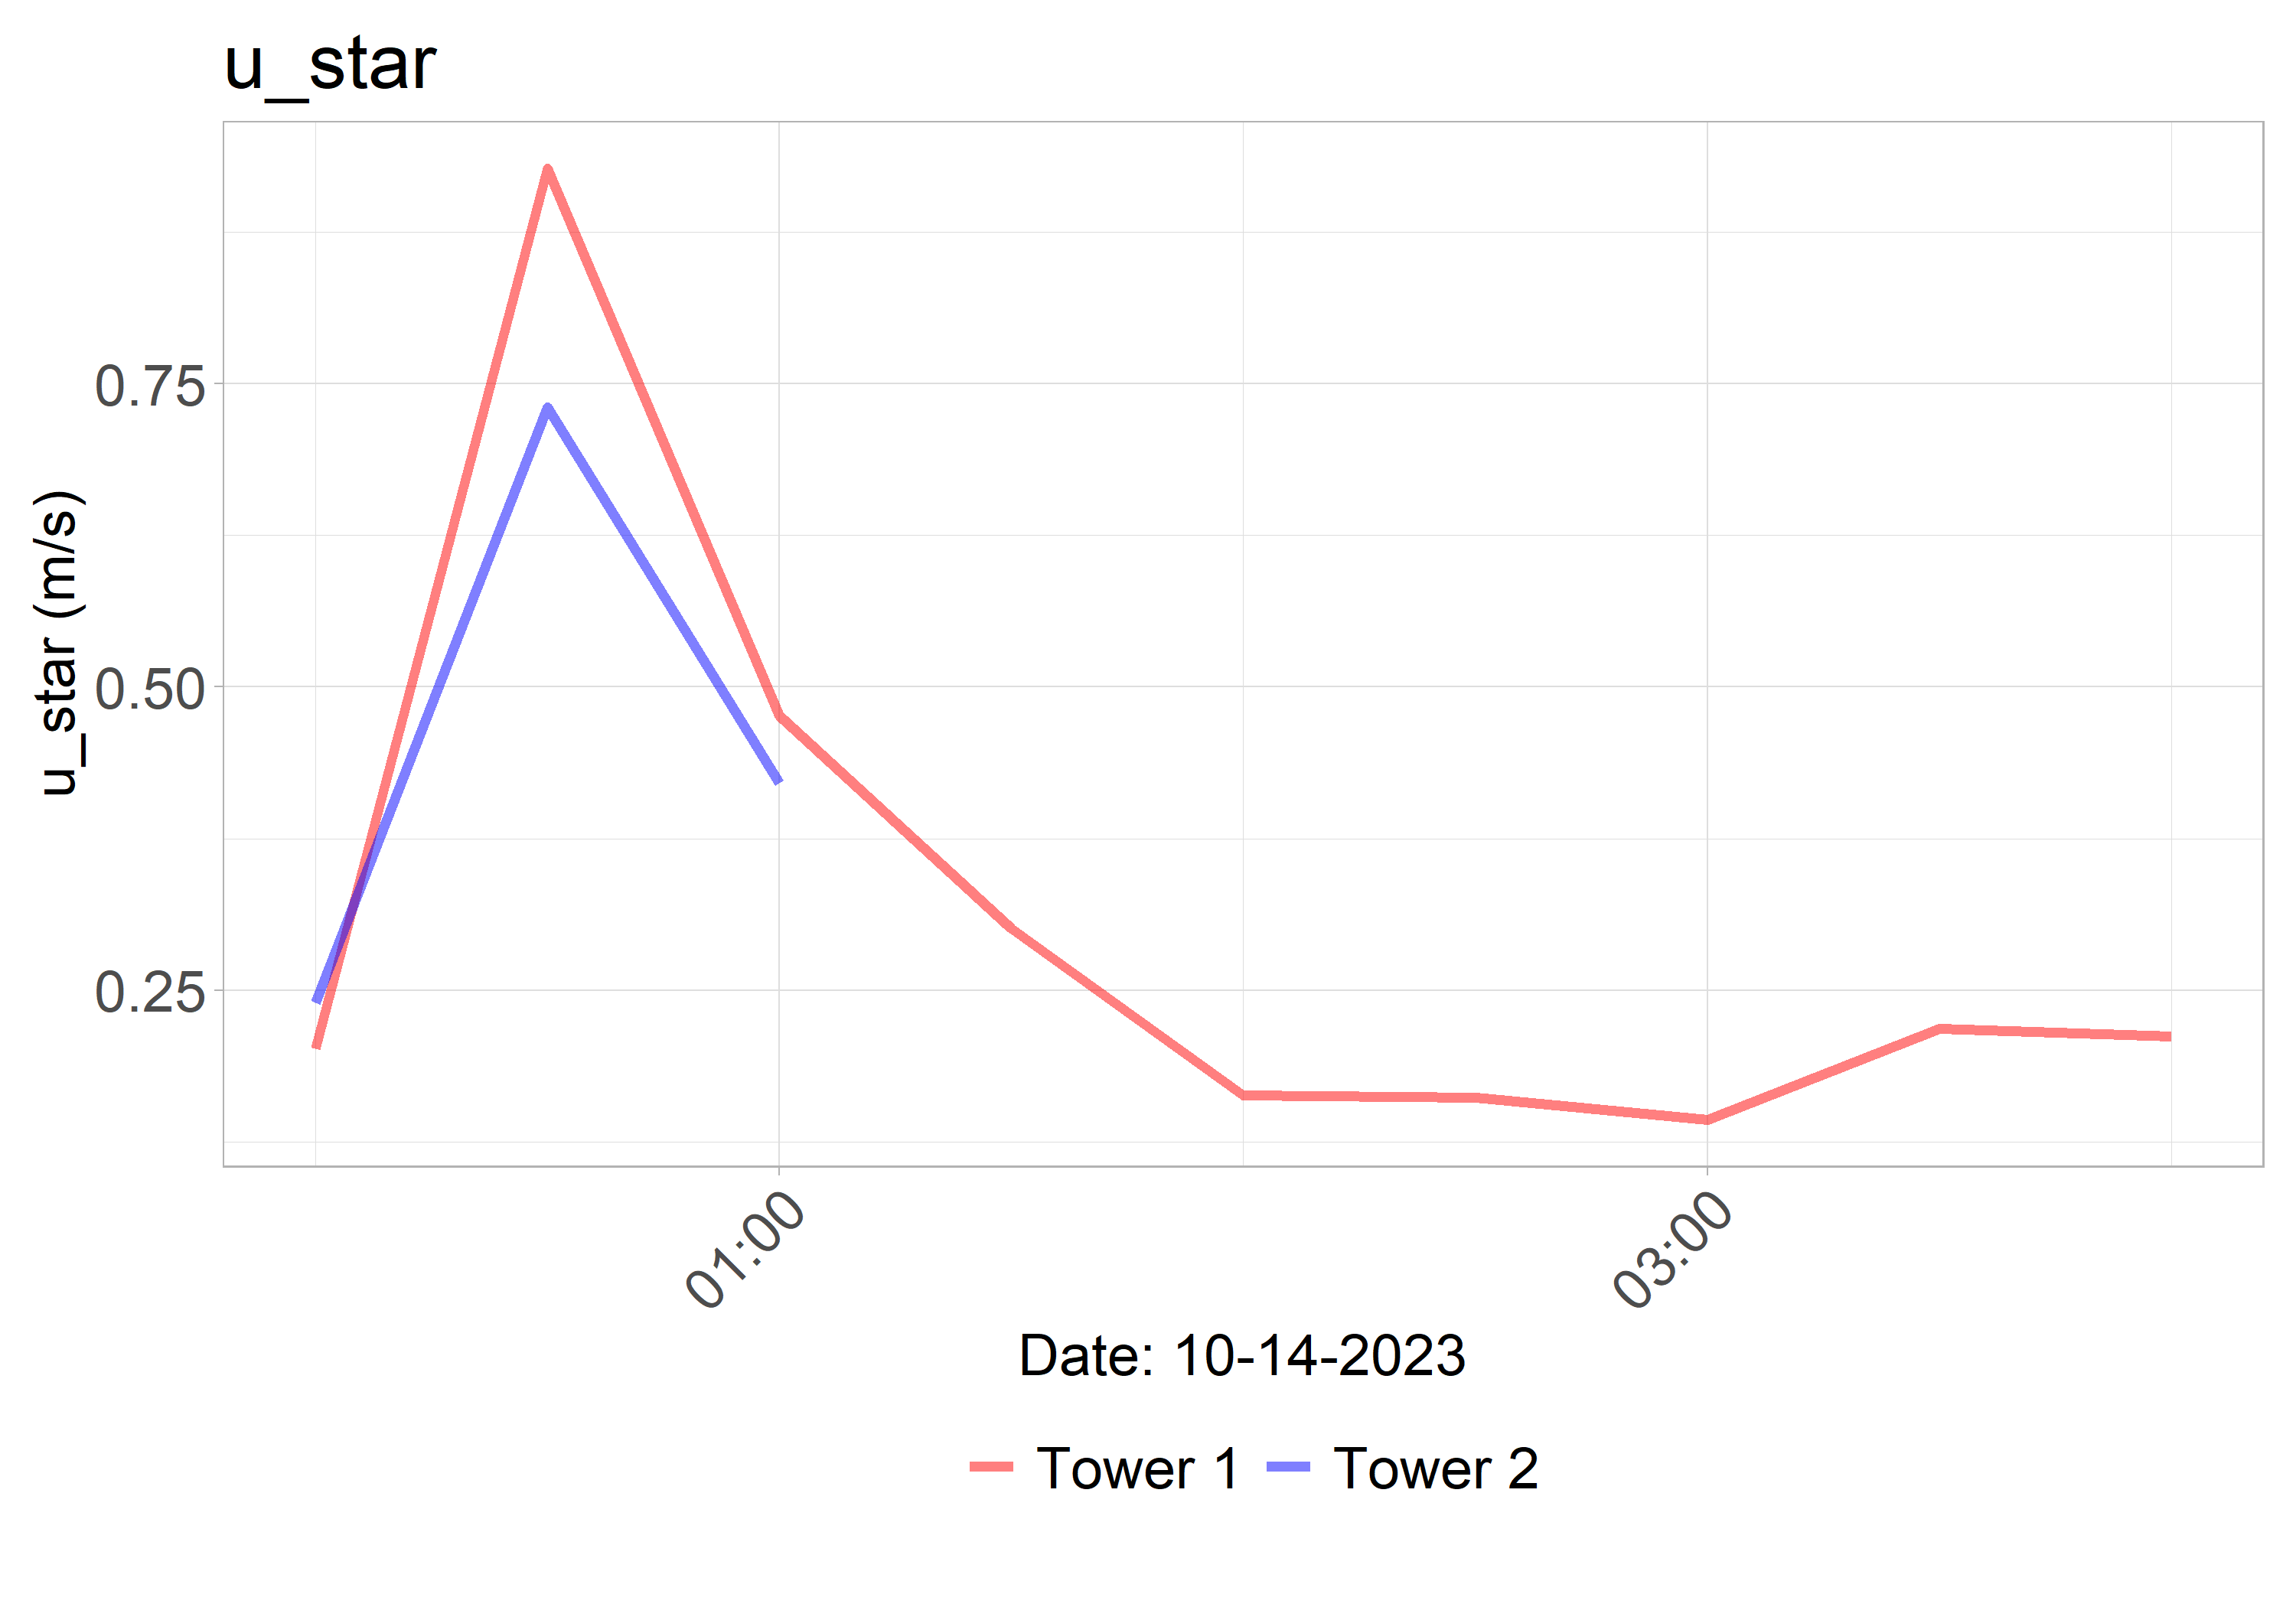 u_star
u_star (m/s)
0.75
0.50
0.25
01:00
03:00
Date: 10-14-2023
Tower 1
Tower 2